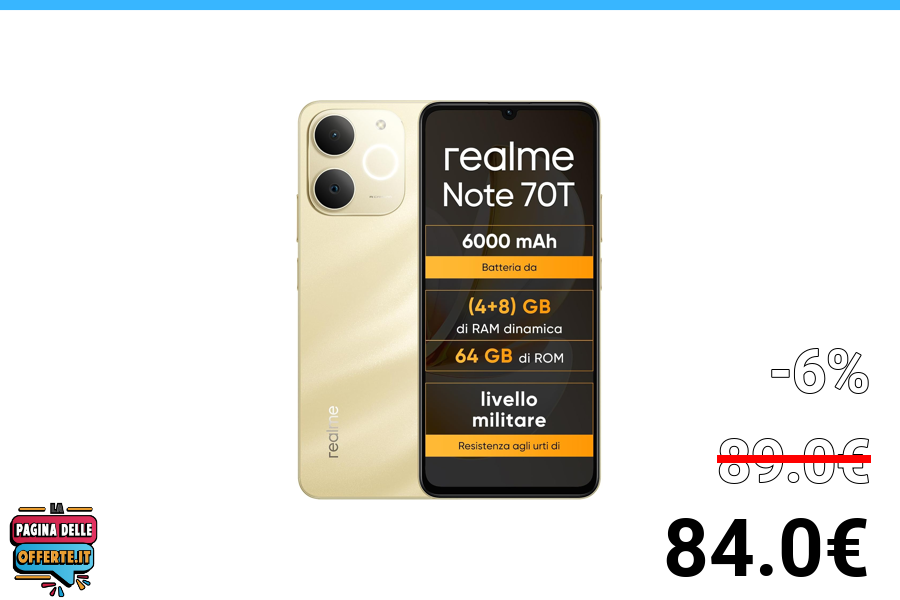 realme
Note 70T
6000 mAh
Batteria da
(4+8) GB
di RAM dinamica
64 GB di ROM
livello
militare
Resistenza agli urti di
realme
-6%
89.0€
84.0€
LA
PAGINA DELLE
OFFERTE.IT